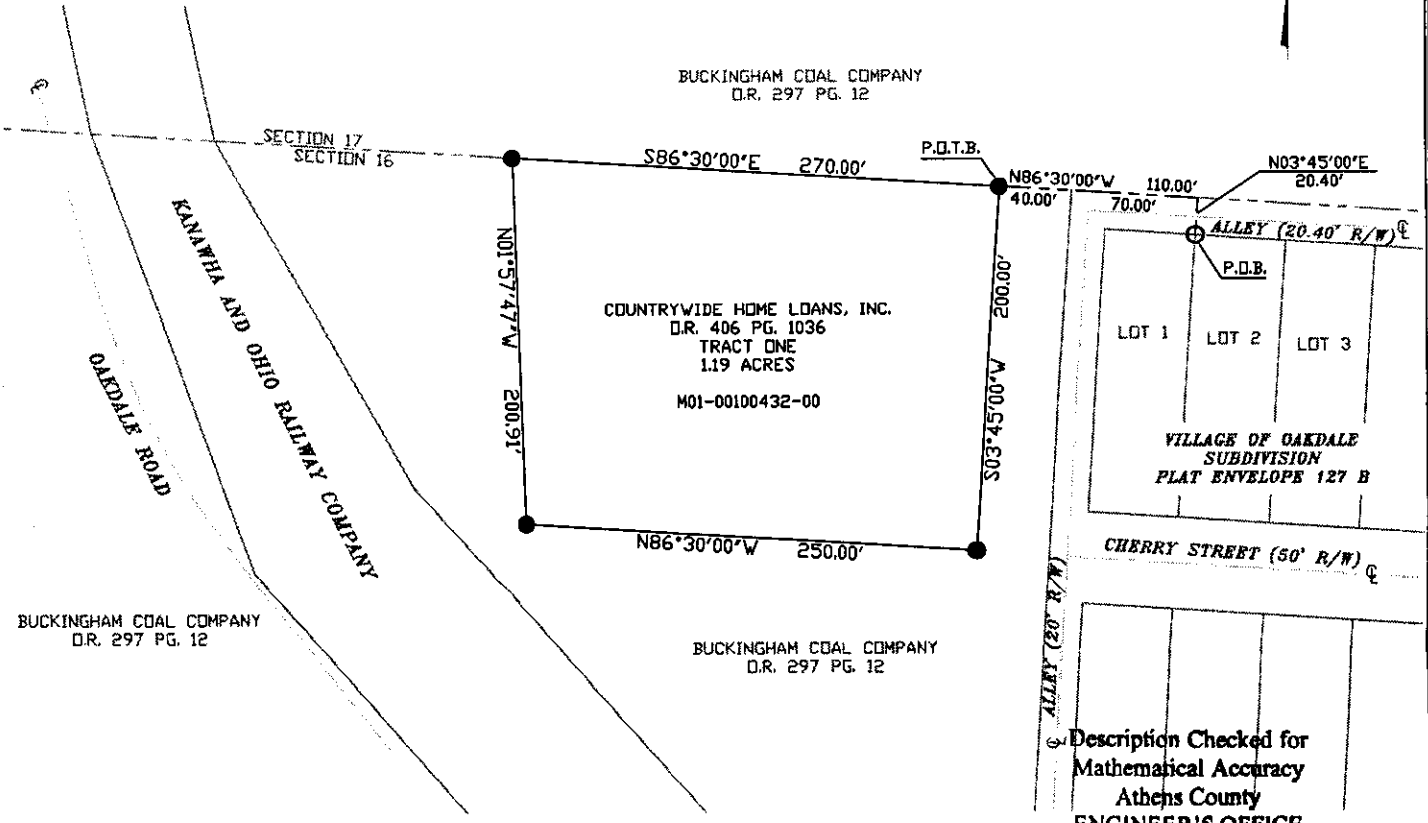 BUCKINGHAM COAL COMPANY
O.R. 297 PG. 12
SECTION 17
SECTION 16
S86°30'00"E 270.00'
P.O.T.B.
N86°30'00"W 110.00'
40.00' 70.00'
N03°45'00"E
20.40'
ALLEY (20.40' R/W)
P.O.B.
KANAWHA AND OHIO RAILWAY COMPANY
OAKDALE ROAD
N01°57'47"W 200.91'
COUNTRYWIDE HOME LOANS, INC.
O.R. 406 PG. 1036
TRACT ONE
1.19 ACRES
M01-00100432-00
S03°45'00"W 200.00'
LOT 1
LOT 2
LOT 3
VILLAGE OF OAKDALE
SUBDIVISION
PLAT ENVELOPE 127 B
N86°30'00"W 250.00'
CHERRY STREET (50' R/W)
ALLEY (20' R/W)
BUCKINGHAM COAL COMPANY
O.R. 297 PG. 12
BUCKINGHAM COAL COMPANY
O.R. 297 PG. 12
Description Checked for
Mathematical Accuracy
Athens County
ENGINEER'S OFFICE